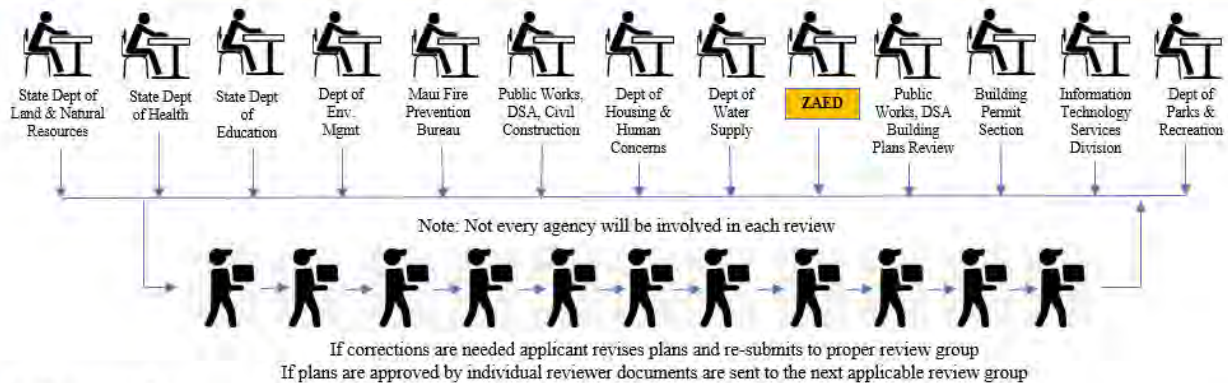 State Dept of
Land & Natural
Resources
State Dept
of Health
State Dept
of
Education
Dept of
Env.
Mgmt
Maui Fire
Prevention
Bureau
Public Works,
DSA, Civil
Construction
Dept of
Housing &
Human
Concerns
Dept of
Water
Supply
ZAED
Public
Works, DSA
Building
Plans Review
Building
Permit
Section
Information
Technology
Services
Division
Dept of
Parks &
Recreation
Note: Not every agency will be involved in each review
If corrections are needed applicant revises plans and re-submits to proper review group
If plans are approved by individual reviewer documents are sent to the next applicable review group